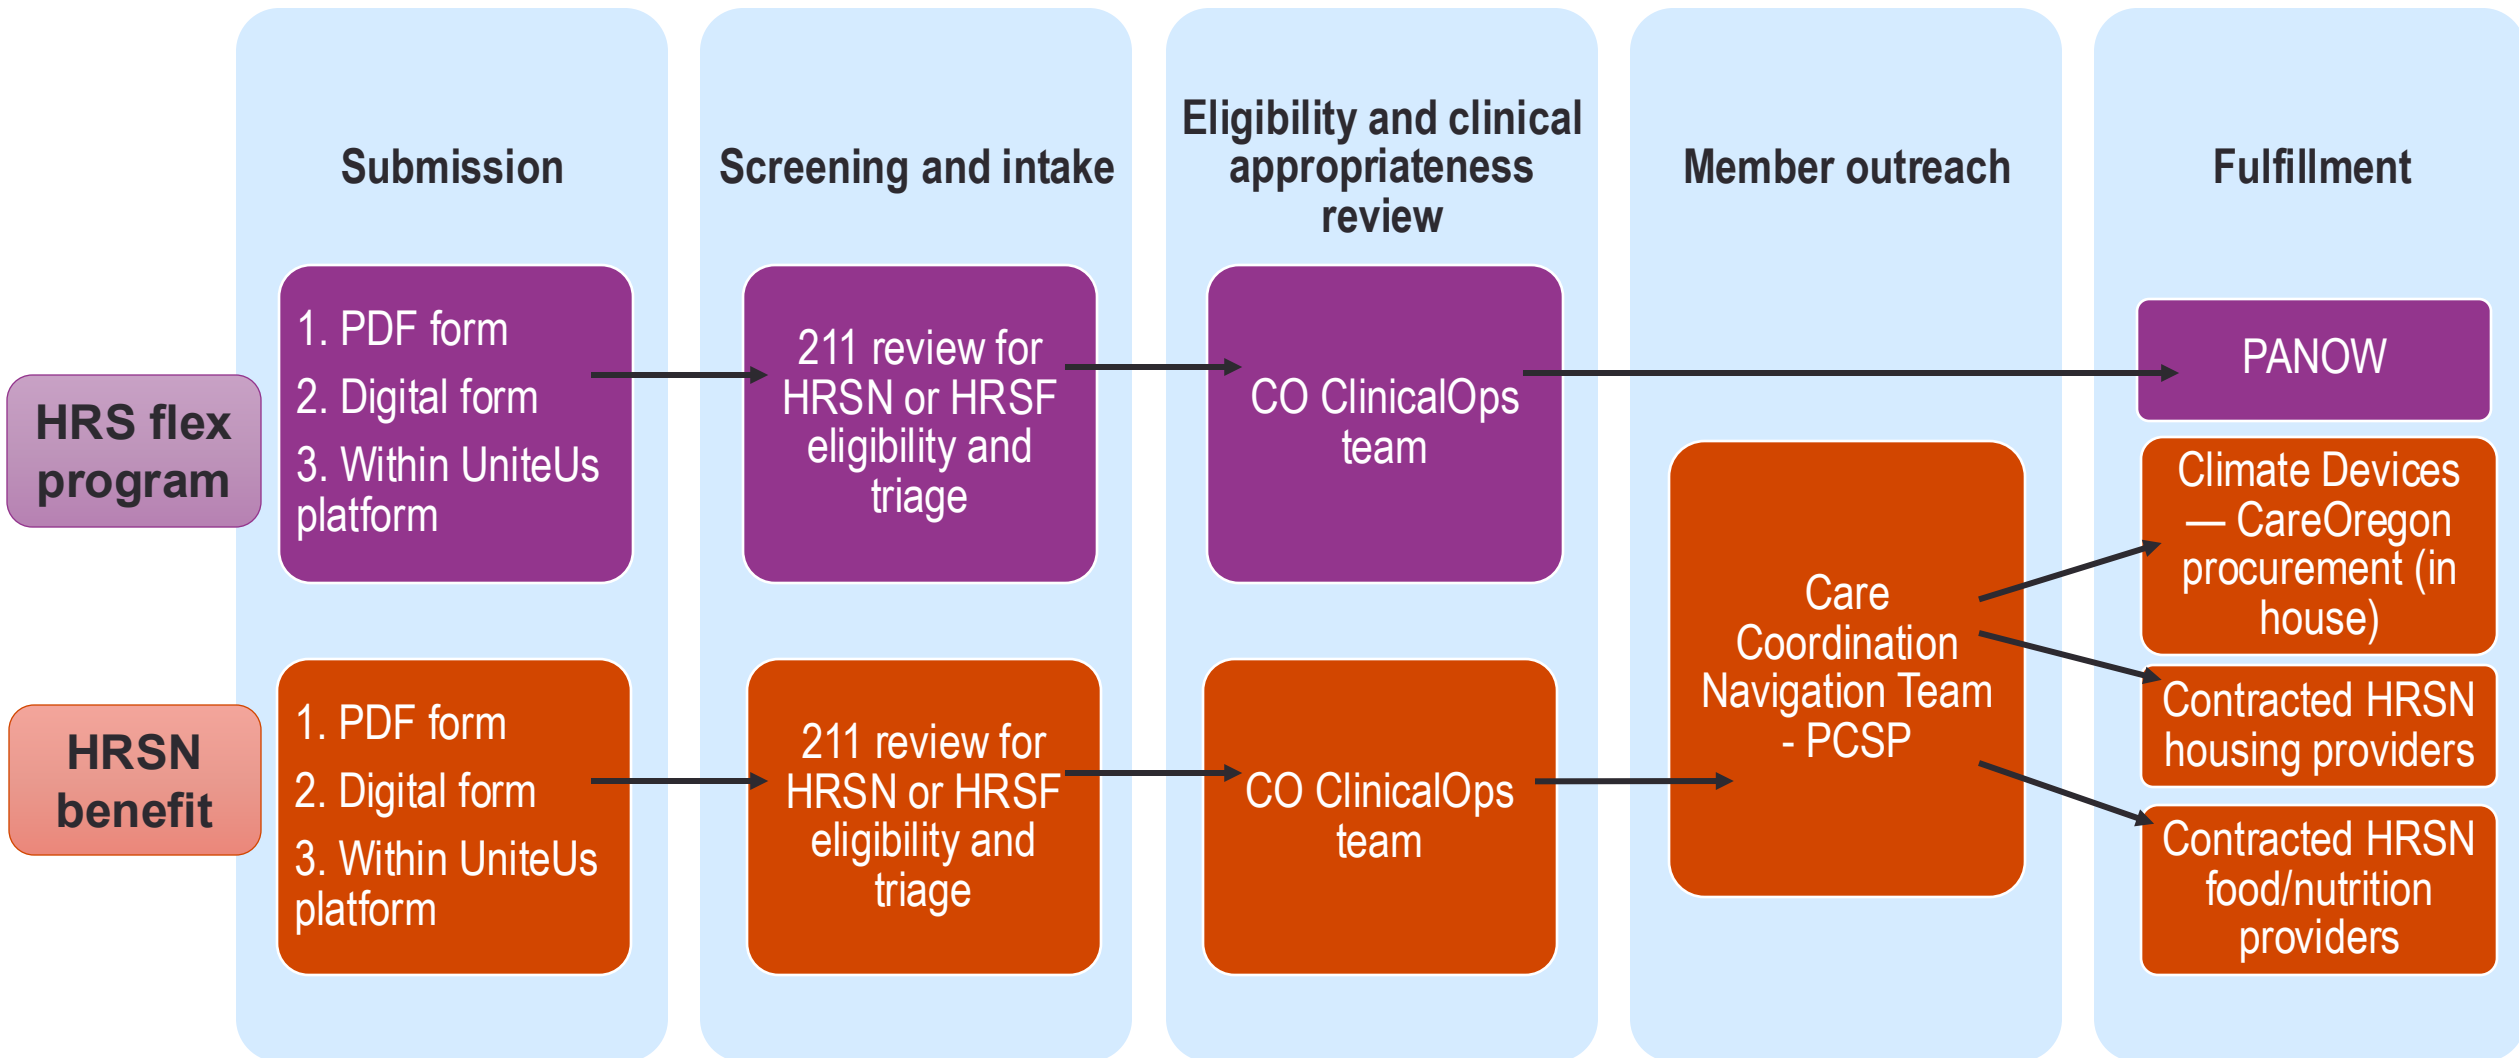 Submission
Screening and intake
Eligibility and clinical
appropriateness
review
Member outreach
Fulfillment
HRS flex
program
1. PDF form
2. Digital form
3. Within UniteUs
platform
211 review for
HRSN or HRSF
eligibility and
triage
CO ClinicalOps
team
PANOW
HRSN
benefit
1. PDF form
2. Digital form
3. Within UniteUs
platform
211 review for
HRSN or HRSF
eligibility and
triage
CO ClinicalOps
team
Care
Coordination
Navigation Team
- PCSP
Climate Devices
— CareOregon
procurement (in
house)
Contracted HRSN
housing providers
Contracted HRSN
food/nutrition
providers